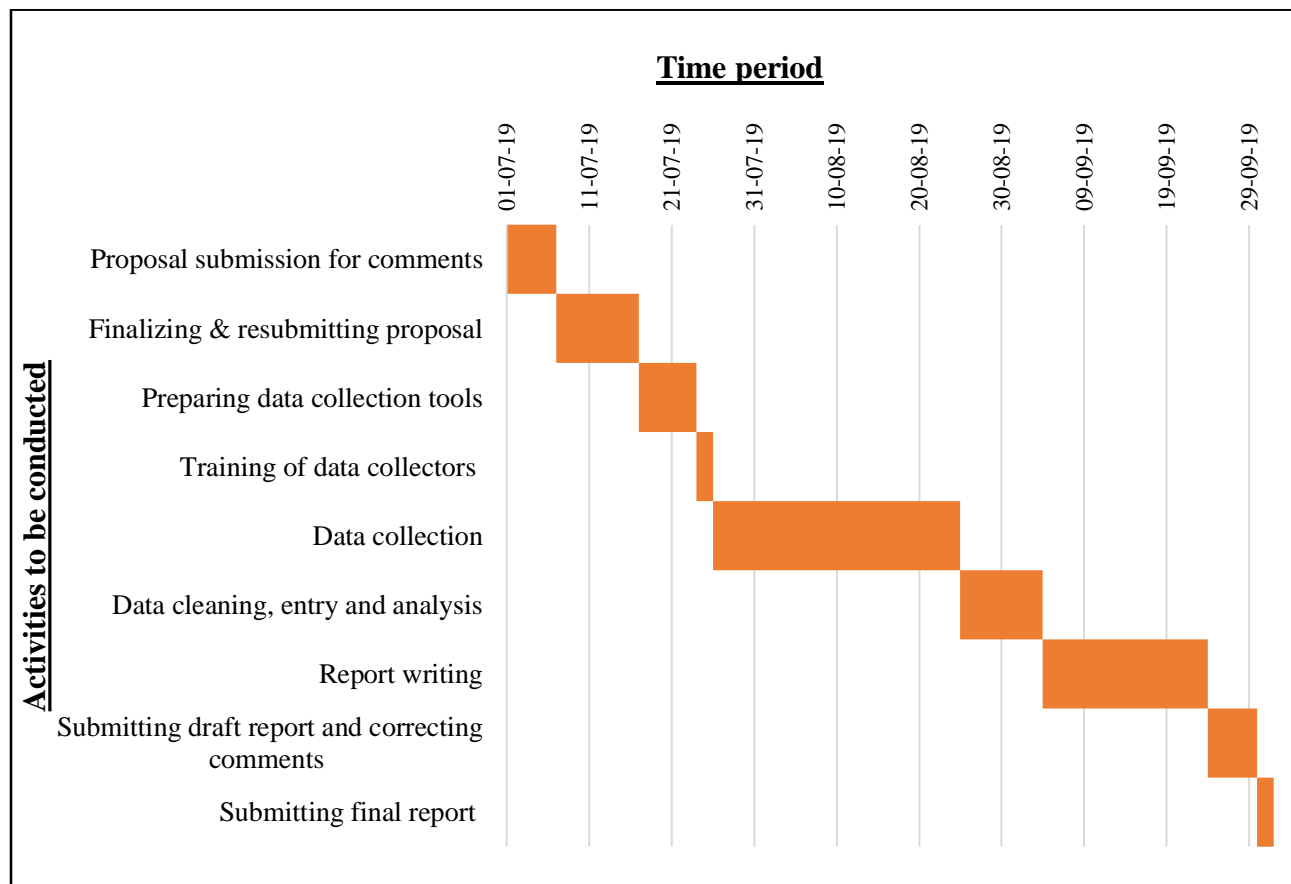 Time period
01-07-19
11-07-19
21-07-19
31-07-19
10-08-19
20-08-19
30-08-19
09-09-19
19-09-19
29-09-19
Activities to be conducted
Proposal submission for comments
Finalizing & resubmitting proposal
Preparing data collection tools
Training of data collectors
Data collection
Data cleaning, entry and analysis
Report writing
Submitting draft report and correcting
comments
Submitting final report